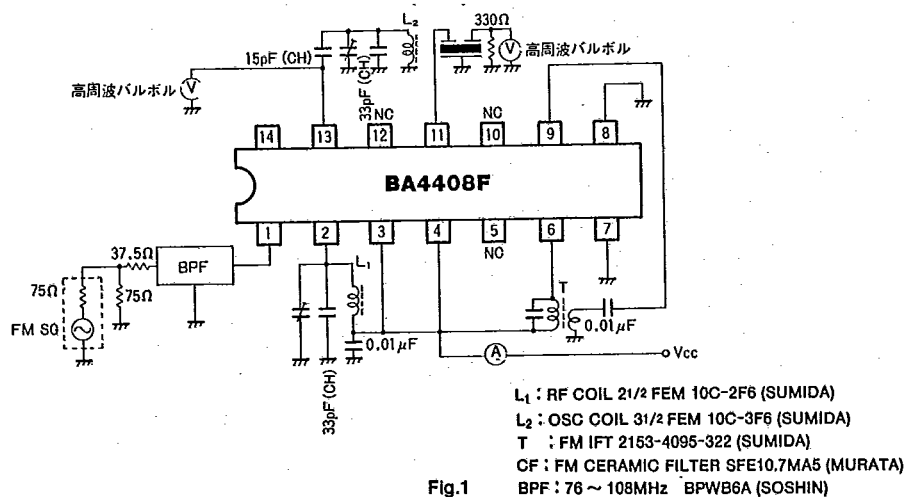 L₂
330Ω
V
高周波バルボル
15pF (CH)
33pF (CH)
V
高周波バルボル
NC
NC
14
13
12
11
10
9
8
BA4408F
1
2
3
4
5
6
7
NC
37.5Ω
BPF
75Ω
75Ω
FM SG
L₁
T
0.01μF
0.01μF
33pF (CH)
A
Vcc
L₁ : RF COIL 21/2 FEM 10C-2F6 (SUMIDA)
L₂ : OSC COIL 31/2 FEM 10C-3F6 (SUMIDA)
T : FM IFT 2153-4095-322 (SUMIDA)
CF : FM CERAMIC FILTER SFE10.7MA5 (MURATA)
Fig.1 BPF : 76 ~ 108MHz BPWB6A (SOSHIN)